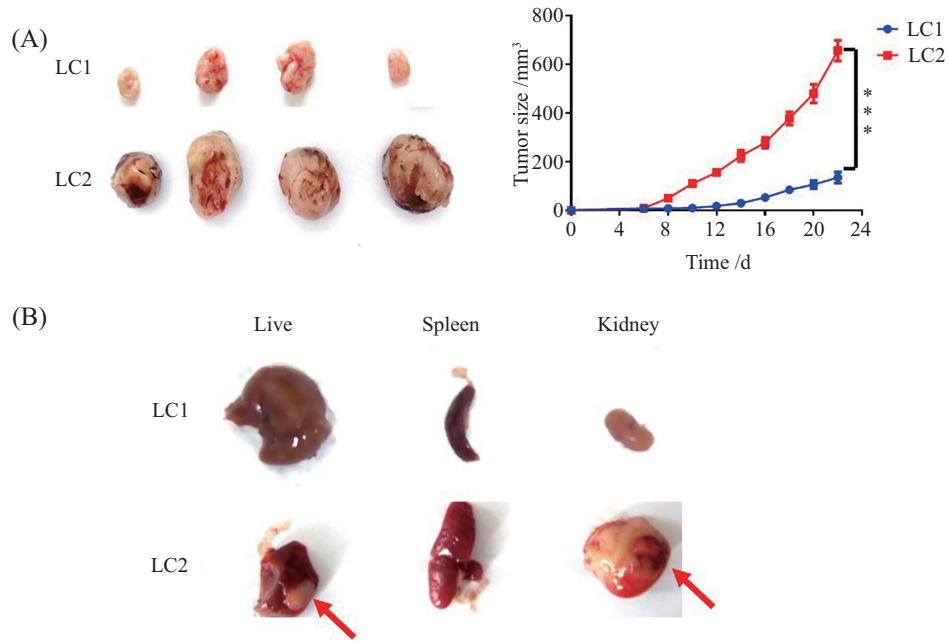 (A)
LC1
LC2
800
600
400
200
0
Tumor size /mm³
0 4 8 12 16 20 24
Time /d
LC1
LC2
***
(B)
Live Spleen Kidney
LC1
LC2